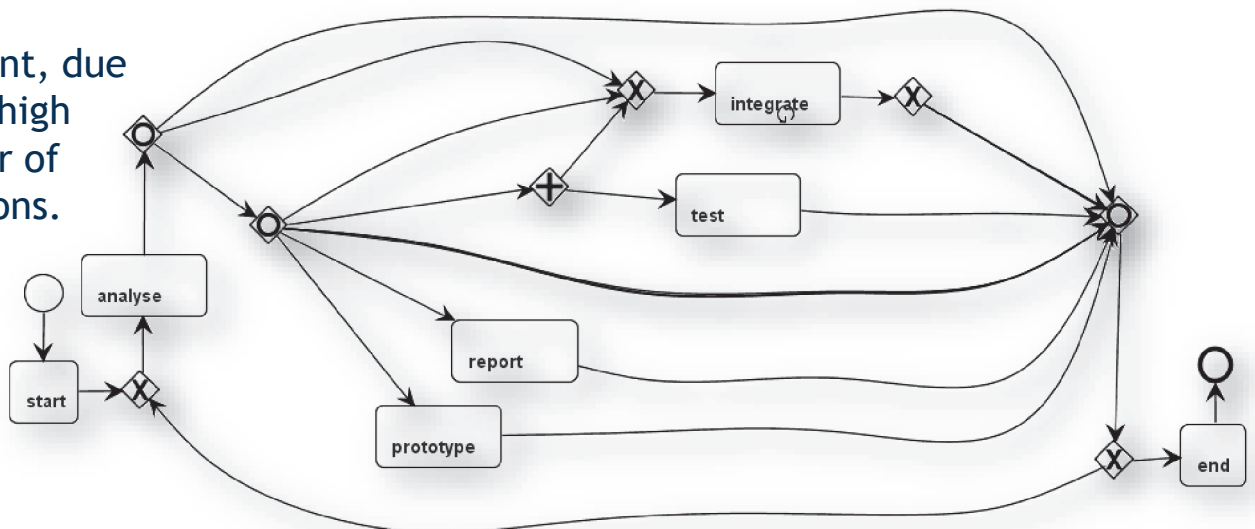 nt, due
high
r of
ons.
integrate
test
analyse
report
start
prototype
end